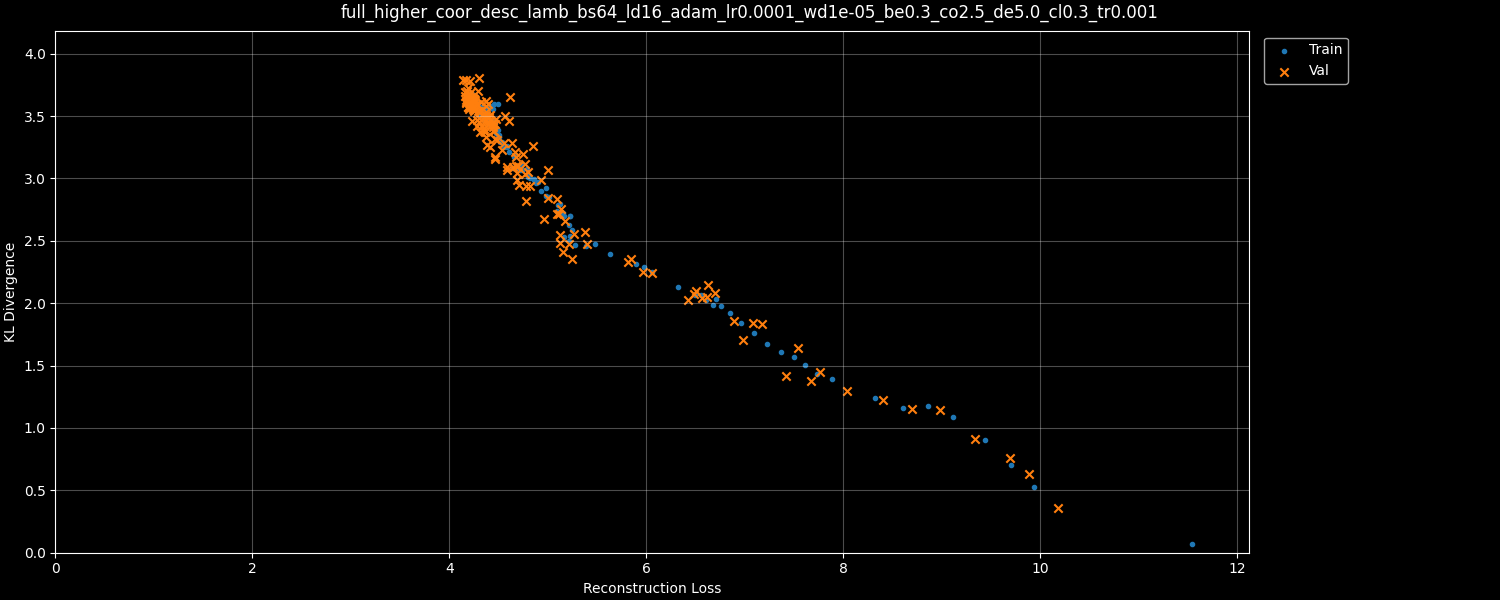 full_higher_coor_desc_lamb_bs64_ld16_adam_lr0.0001_wd1e-05_be0.3_co2.5_de5.0_cl0.3_tr0.001
Train
Val
KL Divergence
4.0
3.5
3.0
2.5
2.0
1.5
1.0
0.5
0.0
0 2 4 6 8 10 12
Reconstruction Loss